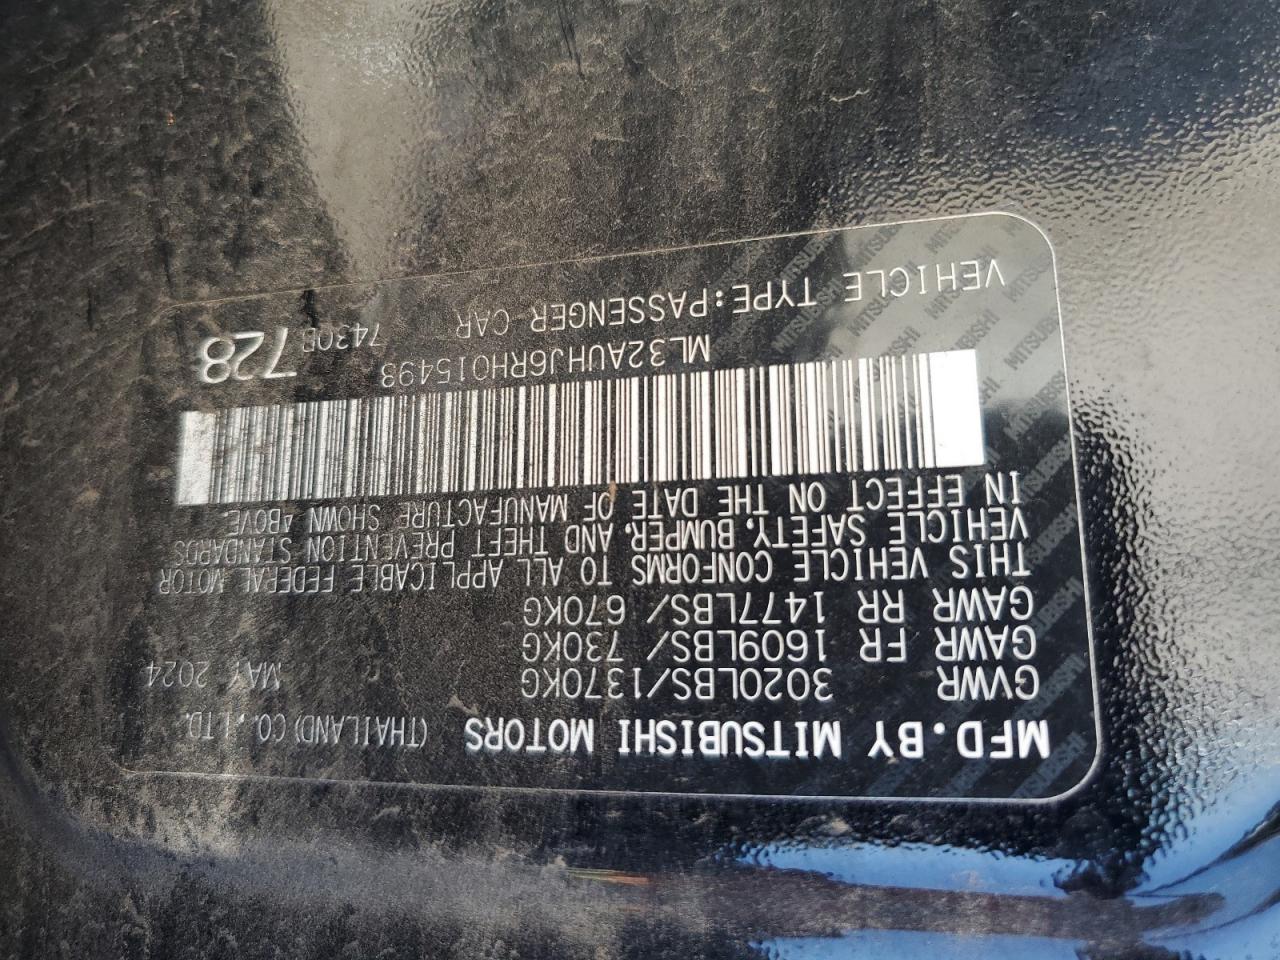 MFD.BY MITSUBISHI MOTORS (THAILAND)CO.,LTD.
GVWR 3020LBS/1370KG MAY 2024
GAWR FR 1609LBS/ 730KG
GAWR RR 1477LBS/ 670KG
THIS VEHICLE CONFORMS TO ALL APPLICABLE FEDERAL MOTOR
VEHICLE SAFETY, BUMPER, AND THEFT PREVENTION STANDARDS
IN EFFECT ON THE DATE OF MANUFACTURE SHOWN ABOVE
ML32AUHJ6RH015498
VEHICLE TYPE:PASSENGER CAR 7430B 728
MITSUBISHI